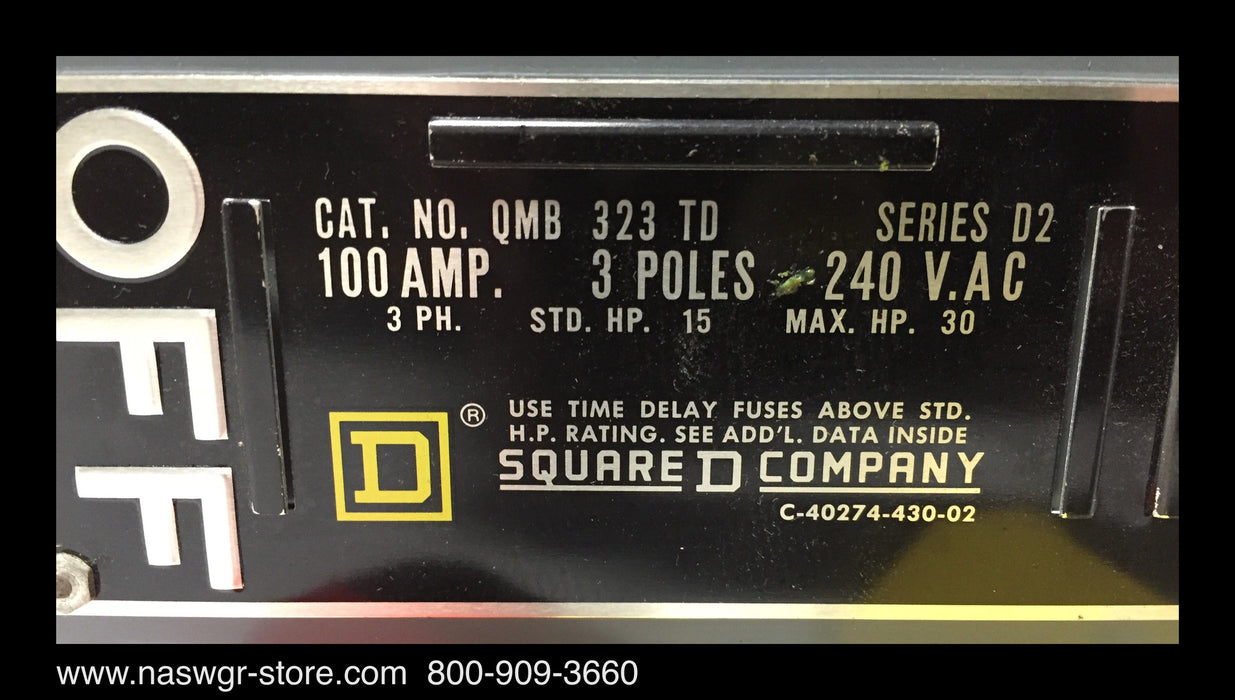 OFF
CAT. NO. QMB 323 TD SERIES D2
100 AMP. 3 POLES 240 V.AC
3 PH. STD. HP. 15 MAX. HP. 30
D ® USE TIME DELAY FUSES ABOVE STD.
H.P. RATING. SEE ADD'L. DATA INSIDE
SQUARE D COMPANY
C-40274-430-02
www.naswgr-store.com 800-909-3660